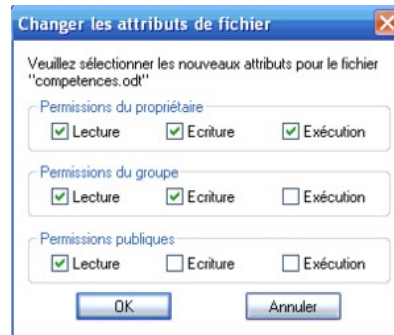 Changer les attributs de fichier
Veuillez sélectionner les nouveaux attributs pour le fichier
"competences.odt"
Permissions du propriétaire
Lecture Ecriture Exécution
Permissions du groupe
Lecture Ecriture Exécution
Permissions publiques
Lecture Ecriture Exécution
OK Annuler